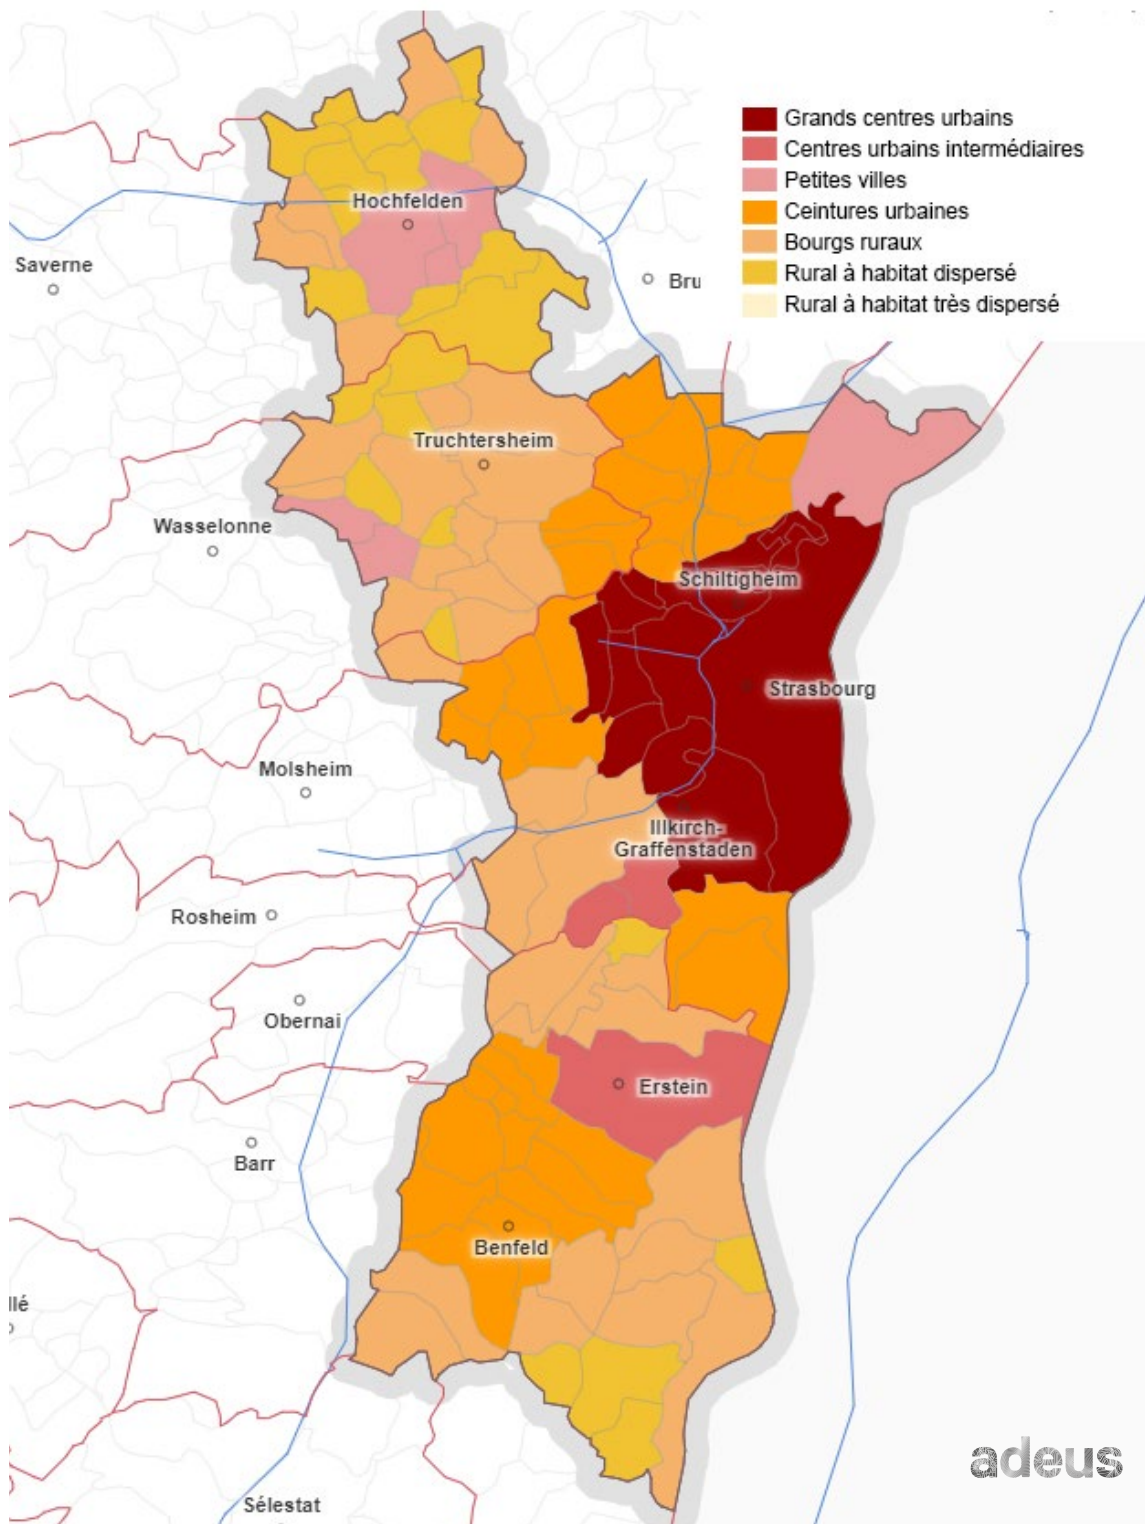 Grands centres urbains
Centres urbains intermédiaires
Petites villes
Ceintures urbaines
Bourgs ruraux
Rural à habitat dispersé
Rural à habitat très dispersé
Hochfelden
Saverne
Bru
Truchtersheim
Wasselonne
Schiltigheim
Strasbourg
Molsheim
Illkirch-
Graffenstaden
Rosheim
Obernai
Erstein
Barr
Benfeld
llé
Sélestat
adeus